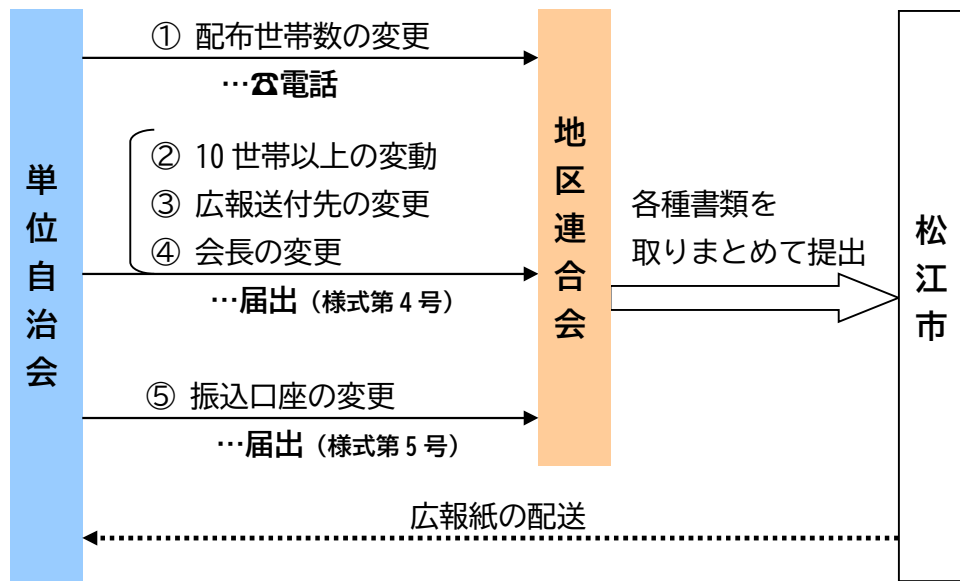 単位自治会
① 配布世帯数の変更
…☎電話
② 10世帯以上の変動
③ 広報送付先の変更
④ 会長の変更
…届出（様式第4号）
⑤ 振込口座の変更
…届出（様式第5号）
地区連合会
各種書類を
取りまとめて提出
松江市
広報紙の配送